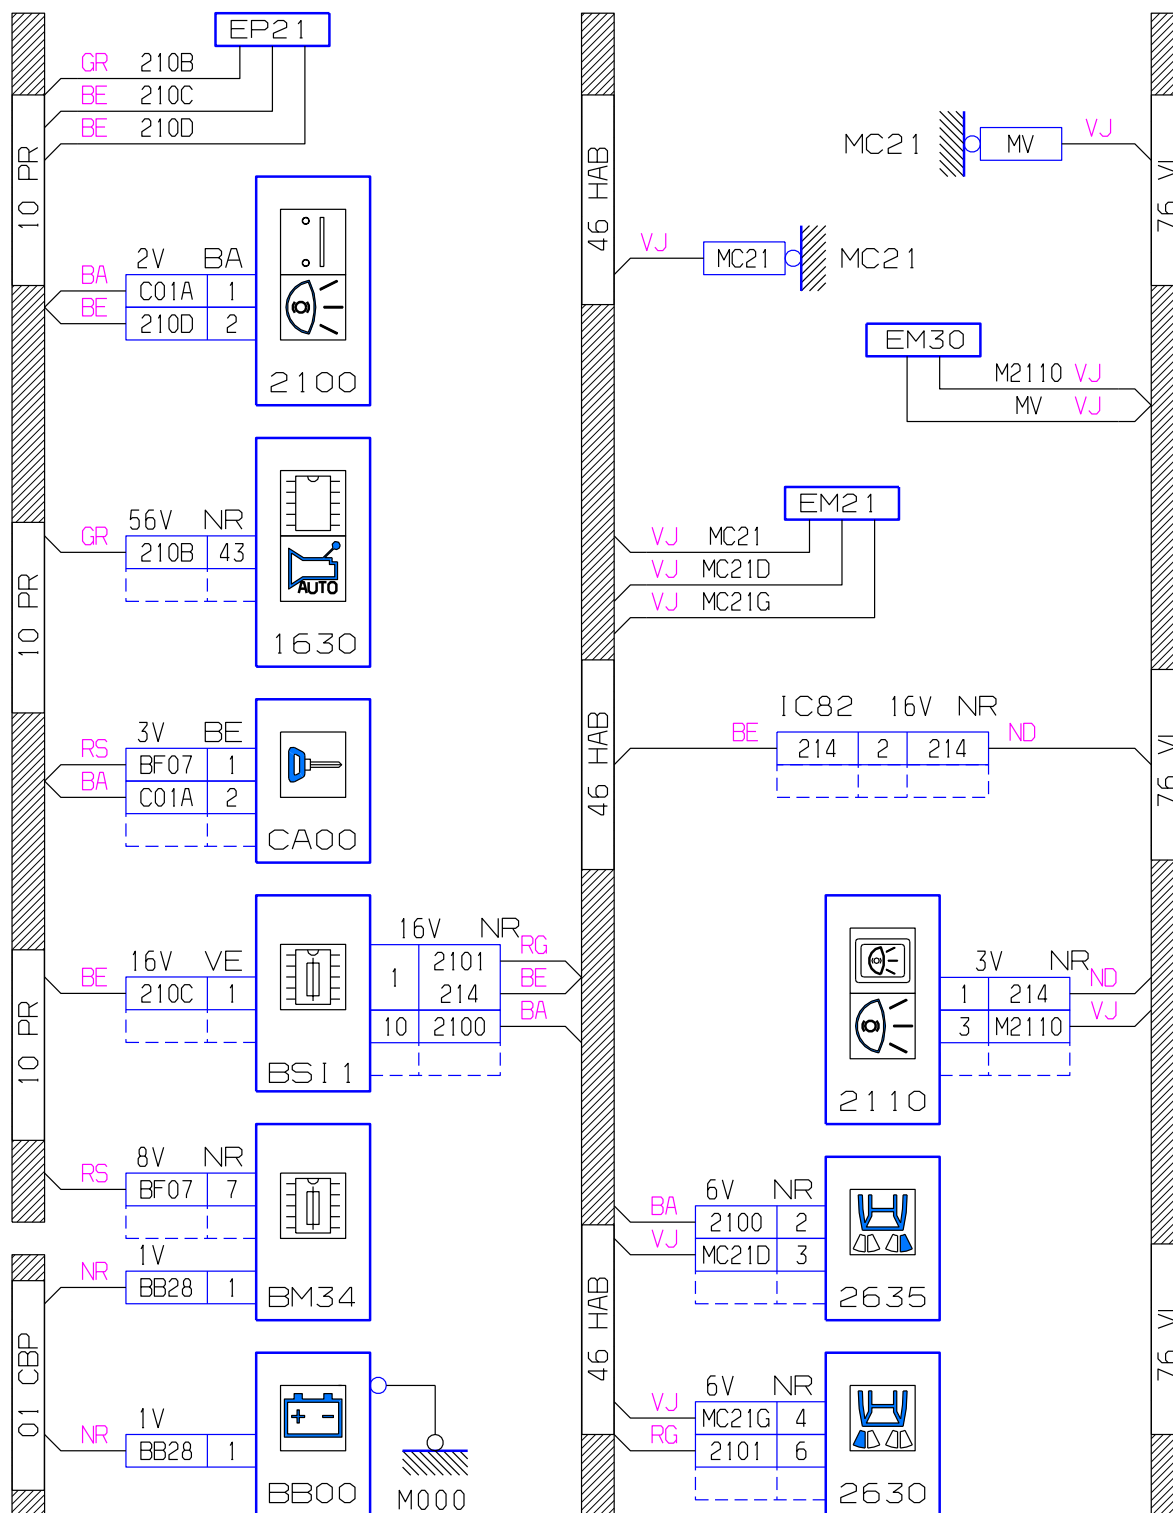 EP21
GR 210B
BE 210C
BE 210D
10 PR
2V BA
BA C01A 1
BE 210D 2
2100
56V NR
GR 210B 43
AUTO
1630
10 PR
3V BE
RS BF07 1
BA C01A 2
CA00
16V VE
BE 210C 1
BSI1
16V NR
1 2101 RG
214 BE
10 2100 BA
10 PR
8V NR
RS BF07 7
1V
NR BB28 1
BM34
01 CBP
1V
NR BB28 1
BB00
M000
46 HAB
MC21 MV VJ
VJ MC21 MC21
EM30
M2110 VJ
MV VJ
EM21
VJ MC21
VJ MC21D
VJ MC21G
46 HAB
IC82 16V NR
BE 214 2 214 ND
3V NR
1 214 ND
3 M2110 VJ
2110
6V NR
BA 2100 2
VJ MC21D 3
2635
46 HAB
6V NR
VJ MC21G 4
RG 2101 6
2630
76
76
76